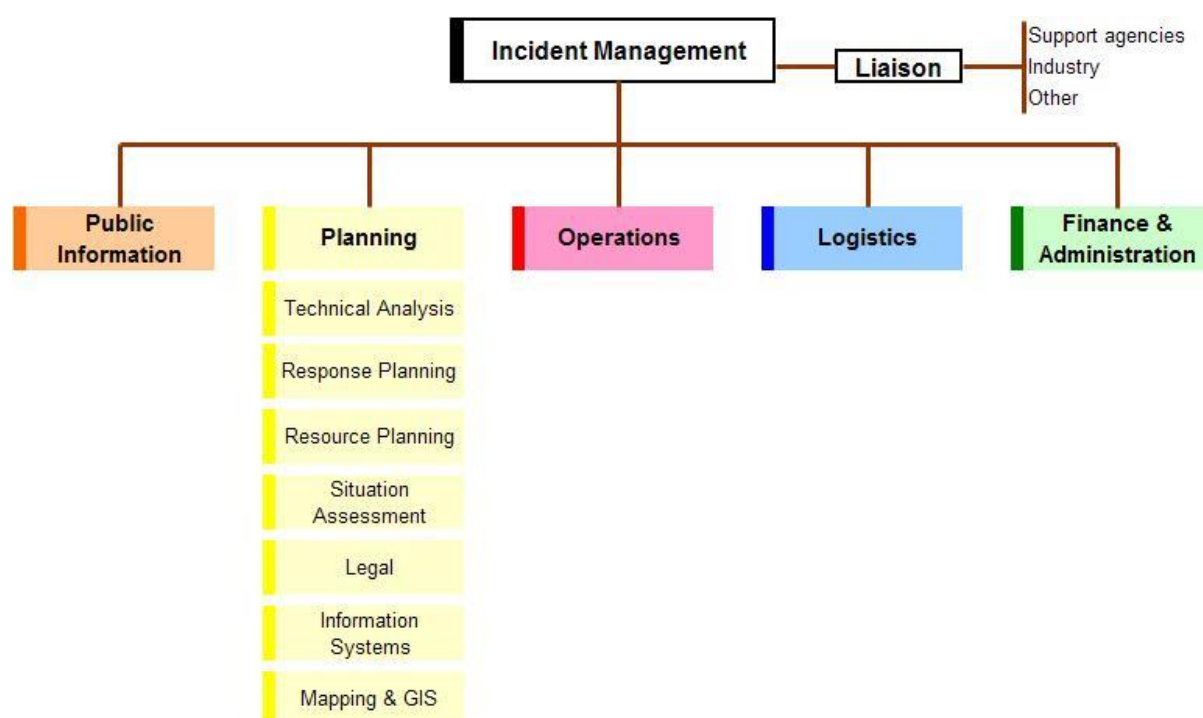 Incident Management
Liaison
Support agencies
Industry
Other
Public
Information
Planning
Operations
Logistics
Finance &
Administration
Technical Analysis
Response Planning
Resource Planning
Situation
Assessment
Legal
Information
Systems
Mapping & GIS